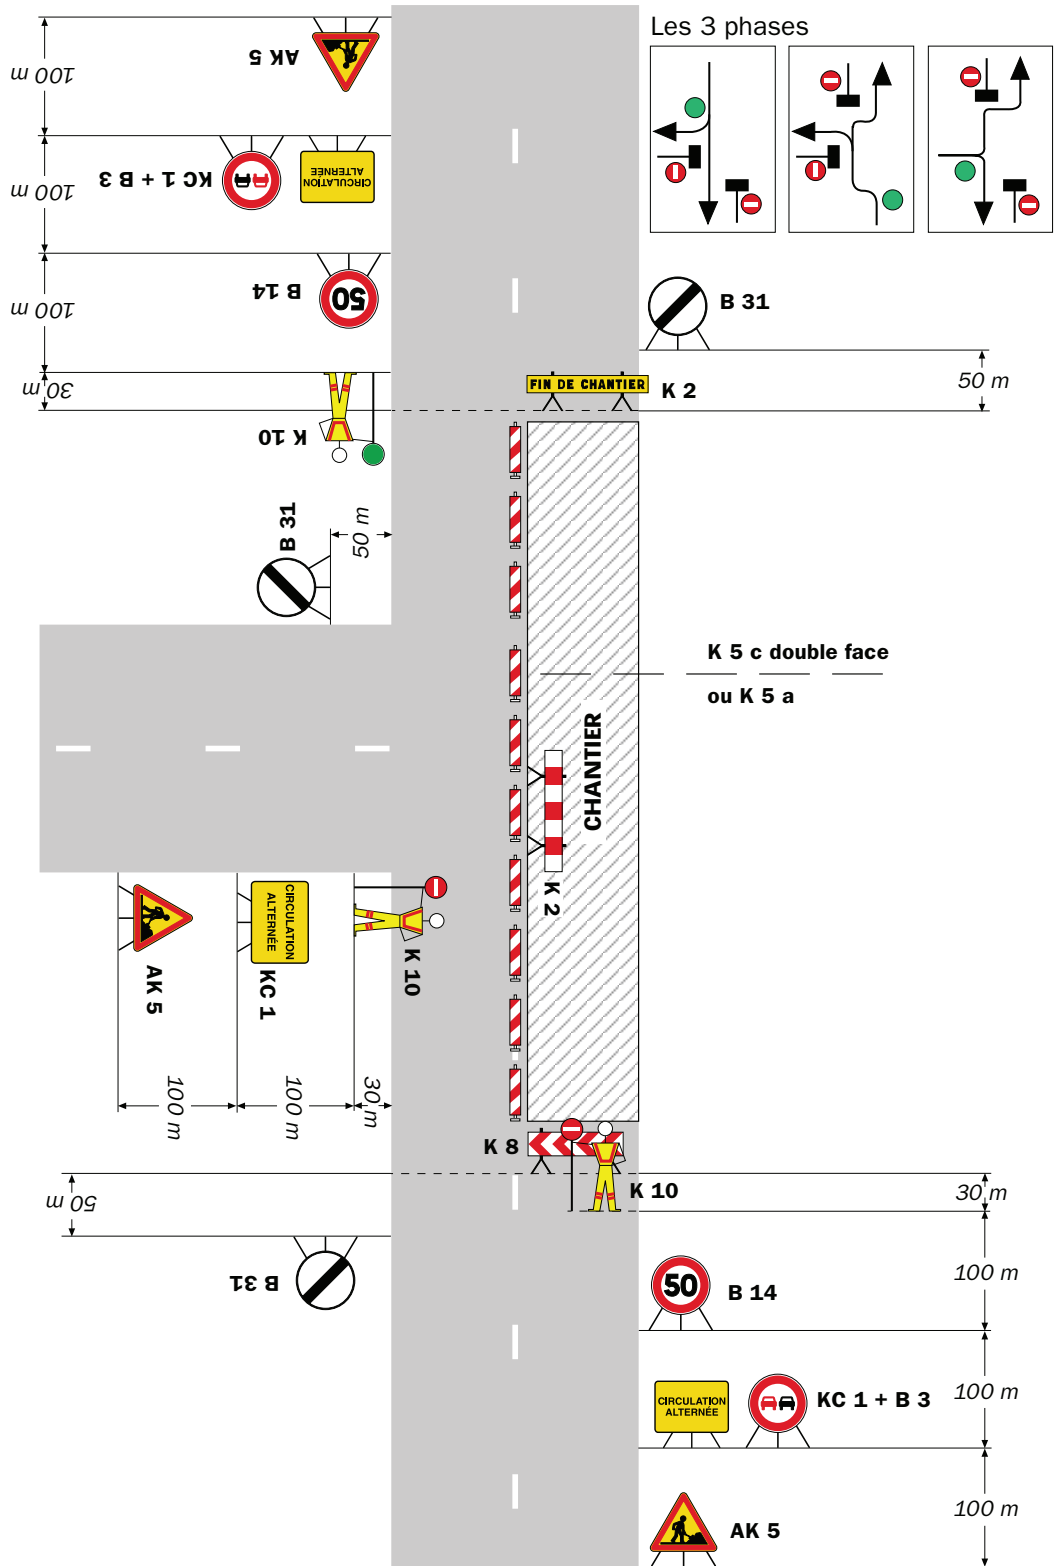 Les 3 phases
100 m
AK 5
100 m
KC 1 + B 3
CIRCULATION
ALTERNÉE
100 m
B 14
50
B 31
50 m
30 m
K 10
FIN DE CHANTIER
K 2
B 31
50 m
K 5 c double face
ou K 5 a
CHANTIER
K 2
AK 5
CIRCULATION
ALTERNÉE
KC 1
K 10
100 m
100 m
30 m
K 8
K 10
30 m
50 m
B 31
50
B 14
100 m
CIRCULATION
ALTERNÉE
KC 1 + B 3
100 m
AK 5
100 m